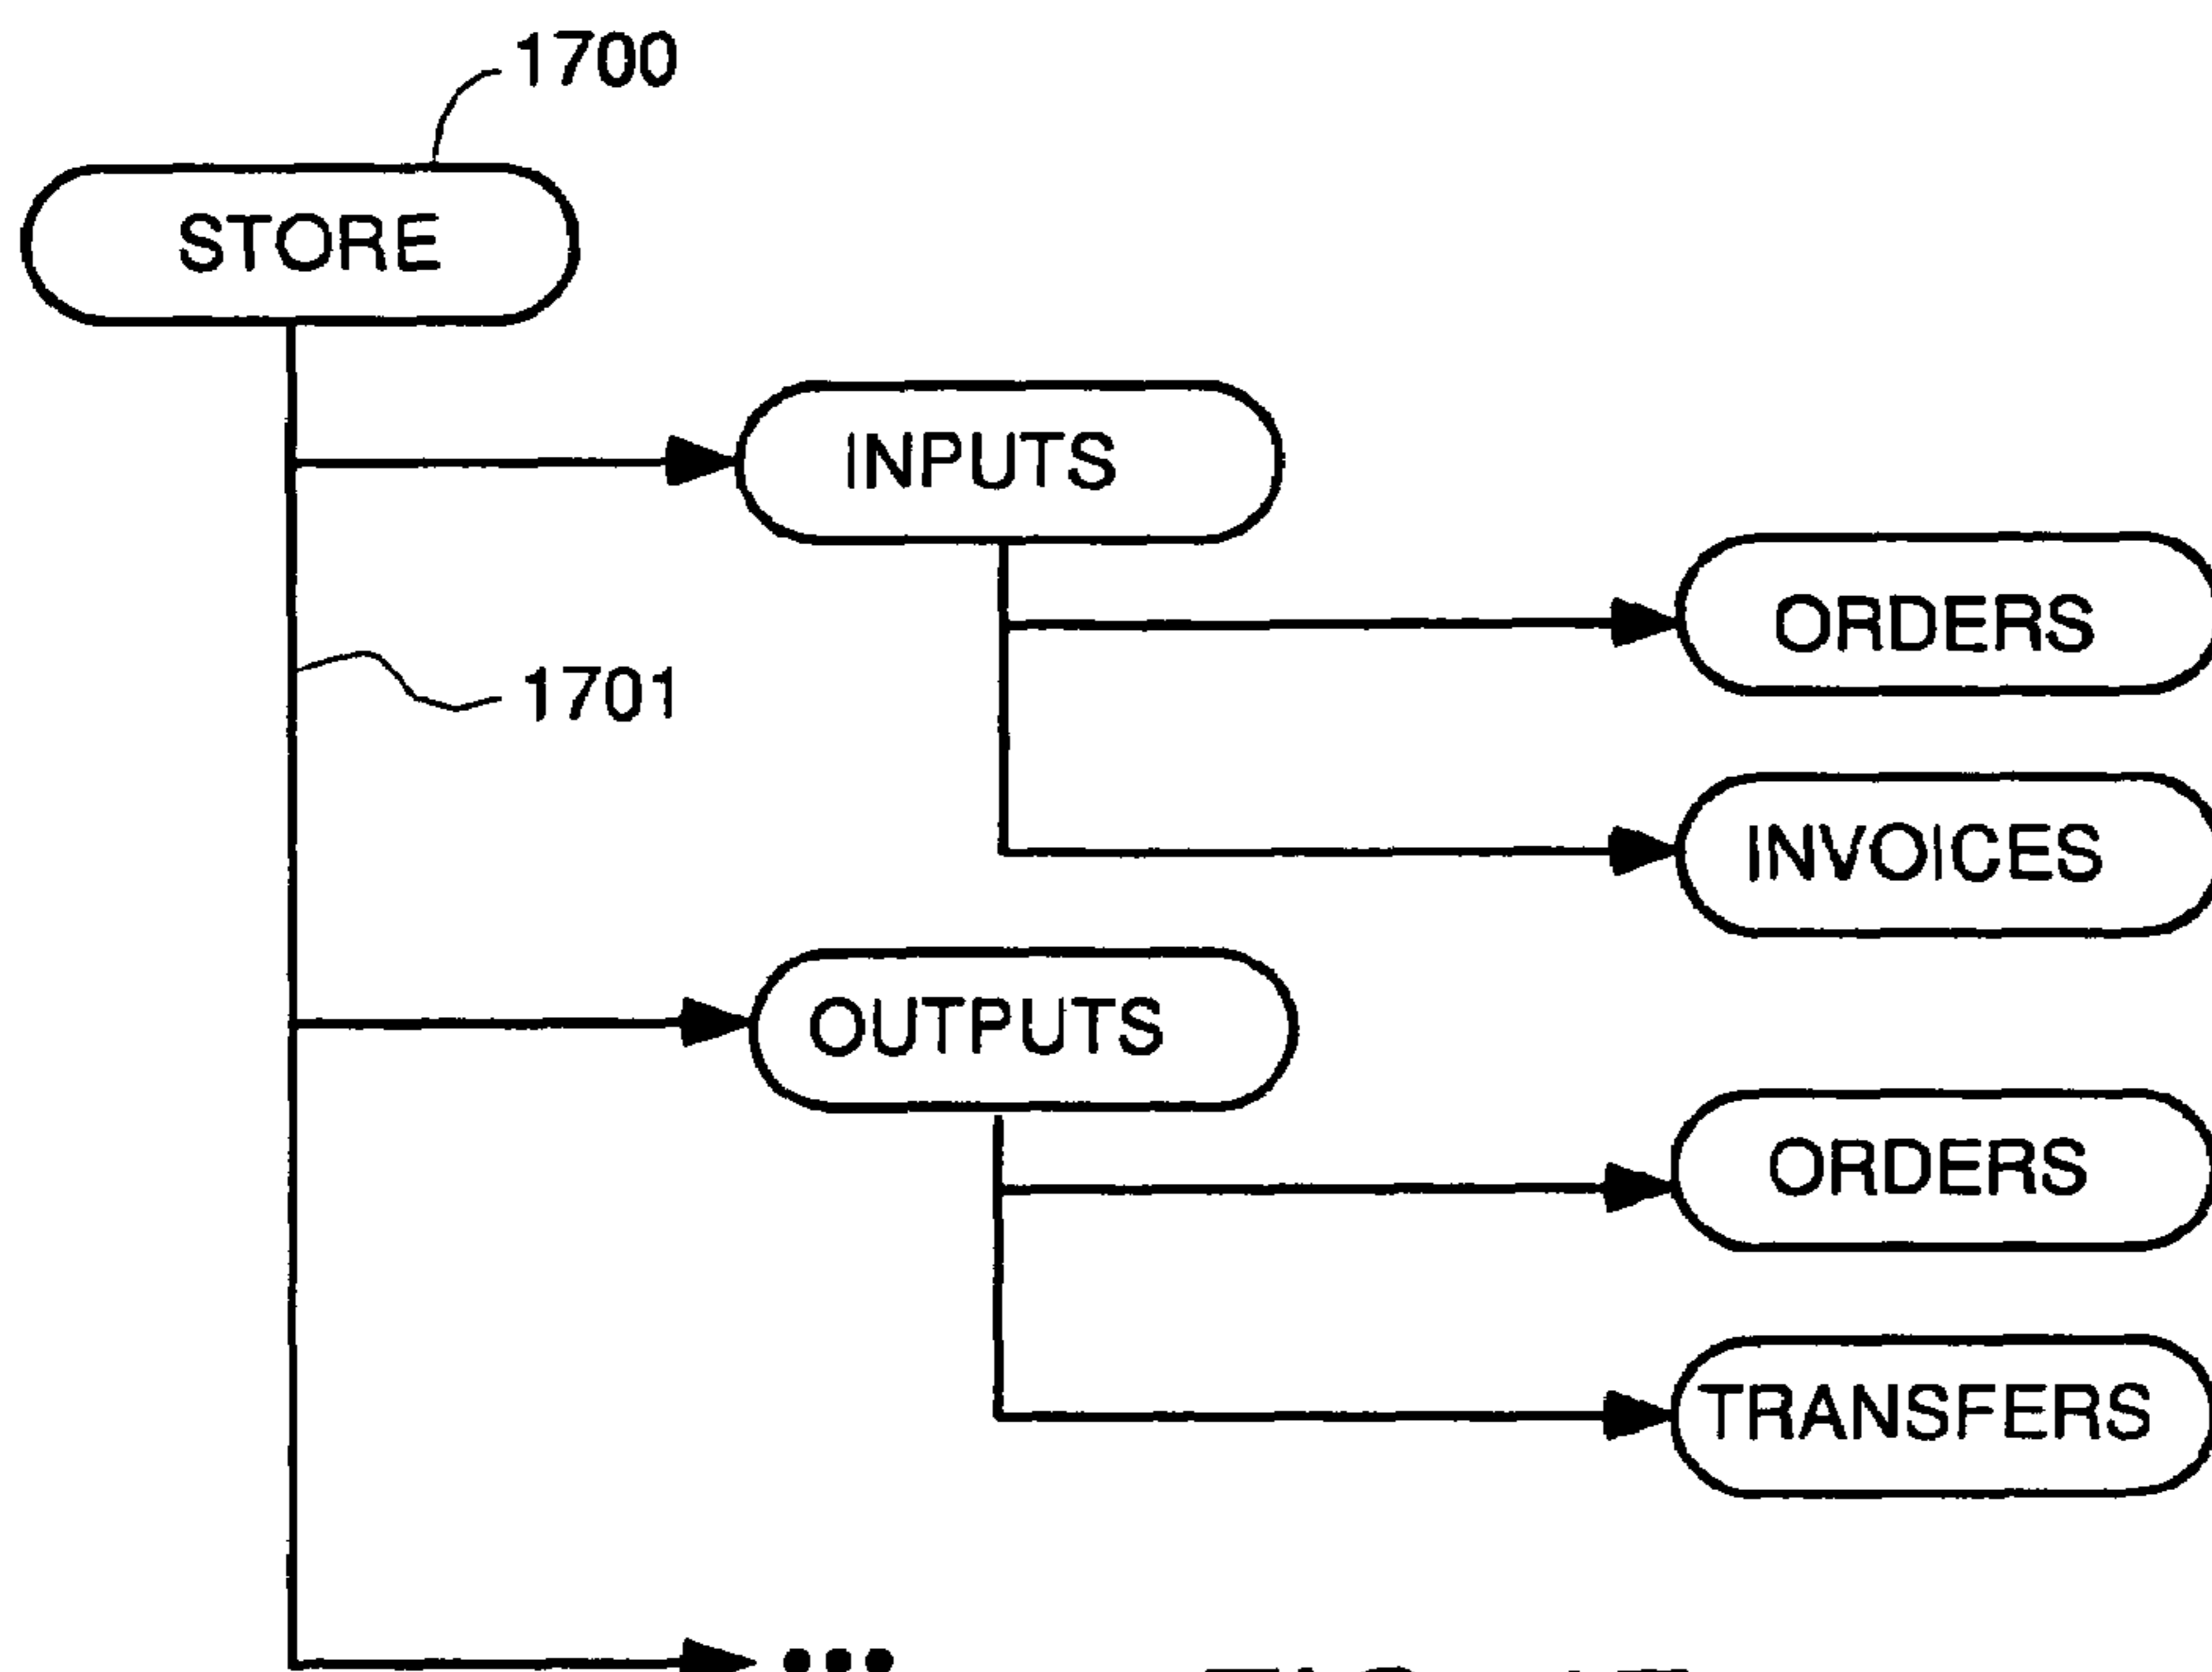 1700
STORE
INPUTS
ORDERS
1701
INVOICES
OUTPUTS
ORDERS
TRANSFERS
•••